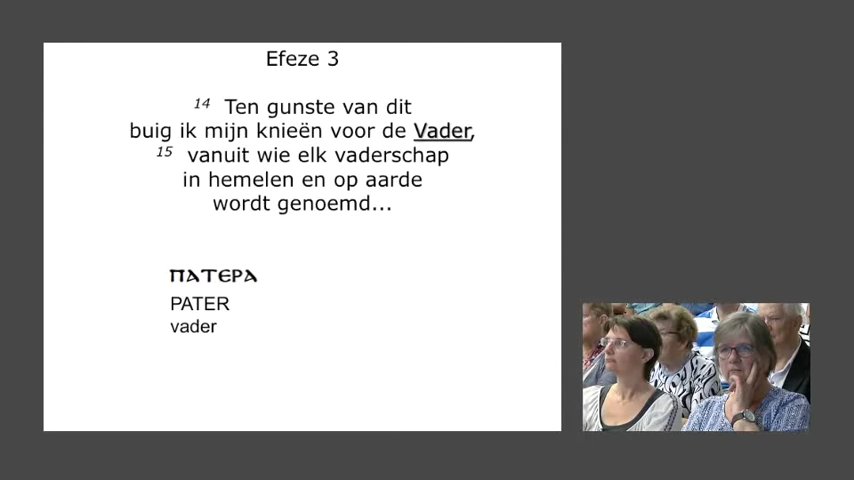 Efeze 3
14 Ten gunste van dit
buig ik mijn knieën voor de Vader,
15 vanuit wie elk vaderschap
in hemelen en op aarde
wordt genoemd...
ΠΑΤΕΡΑ
PATER
vader